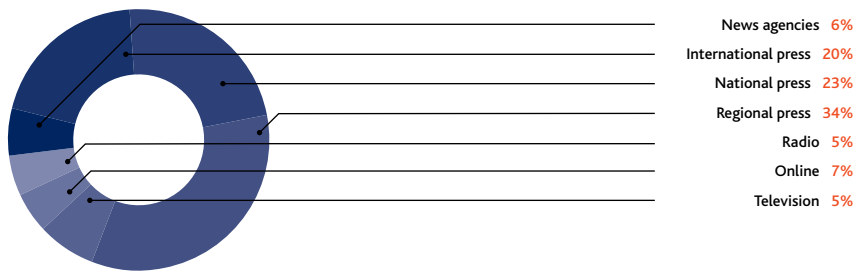 News agencies 6%
International press 20%
National press 23%
Regional press 34%
Radio 5%
Online 7%
Television 5%